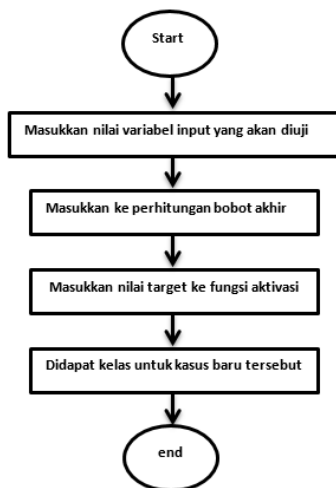 Start
Masukkan nilai variabel input yang akan diuji
Masukkan ke perhitungan bobot akhir
Masukkan nilai target ke fungsi aktivasi
Didapat kelas untuk kasus baru tersebut
end